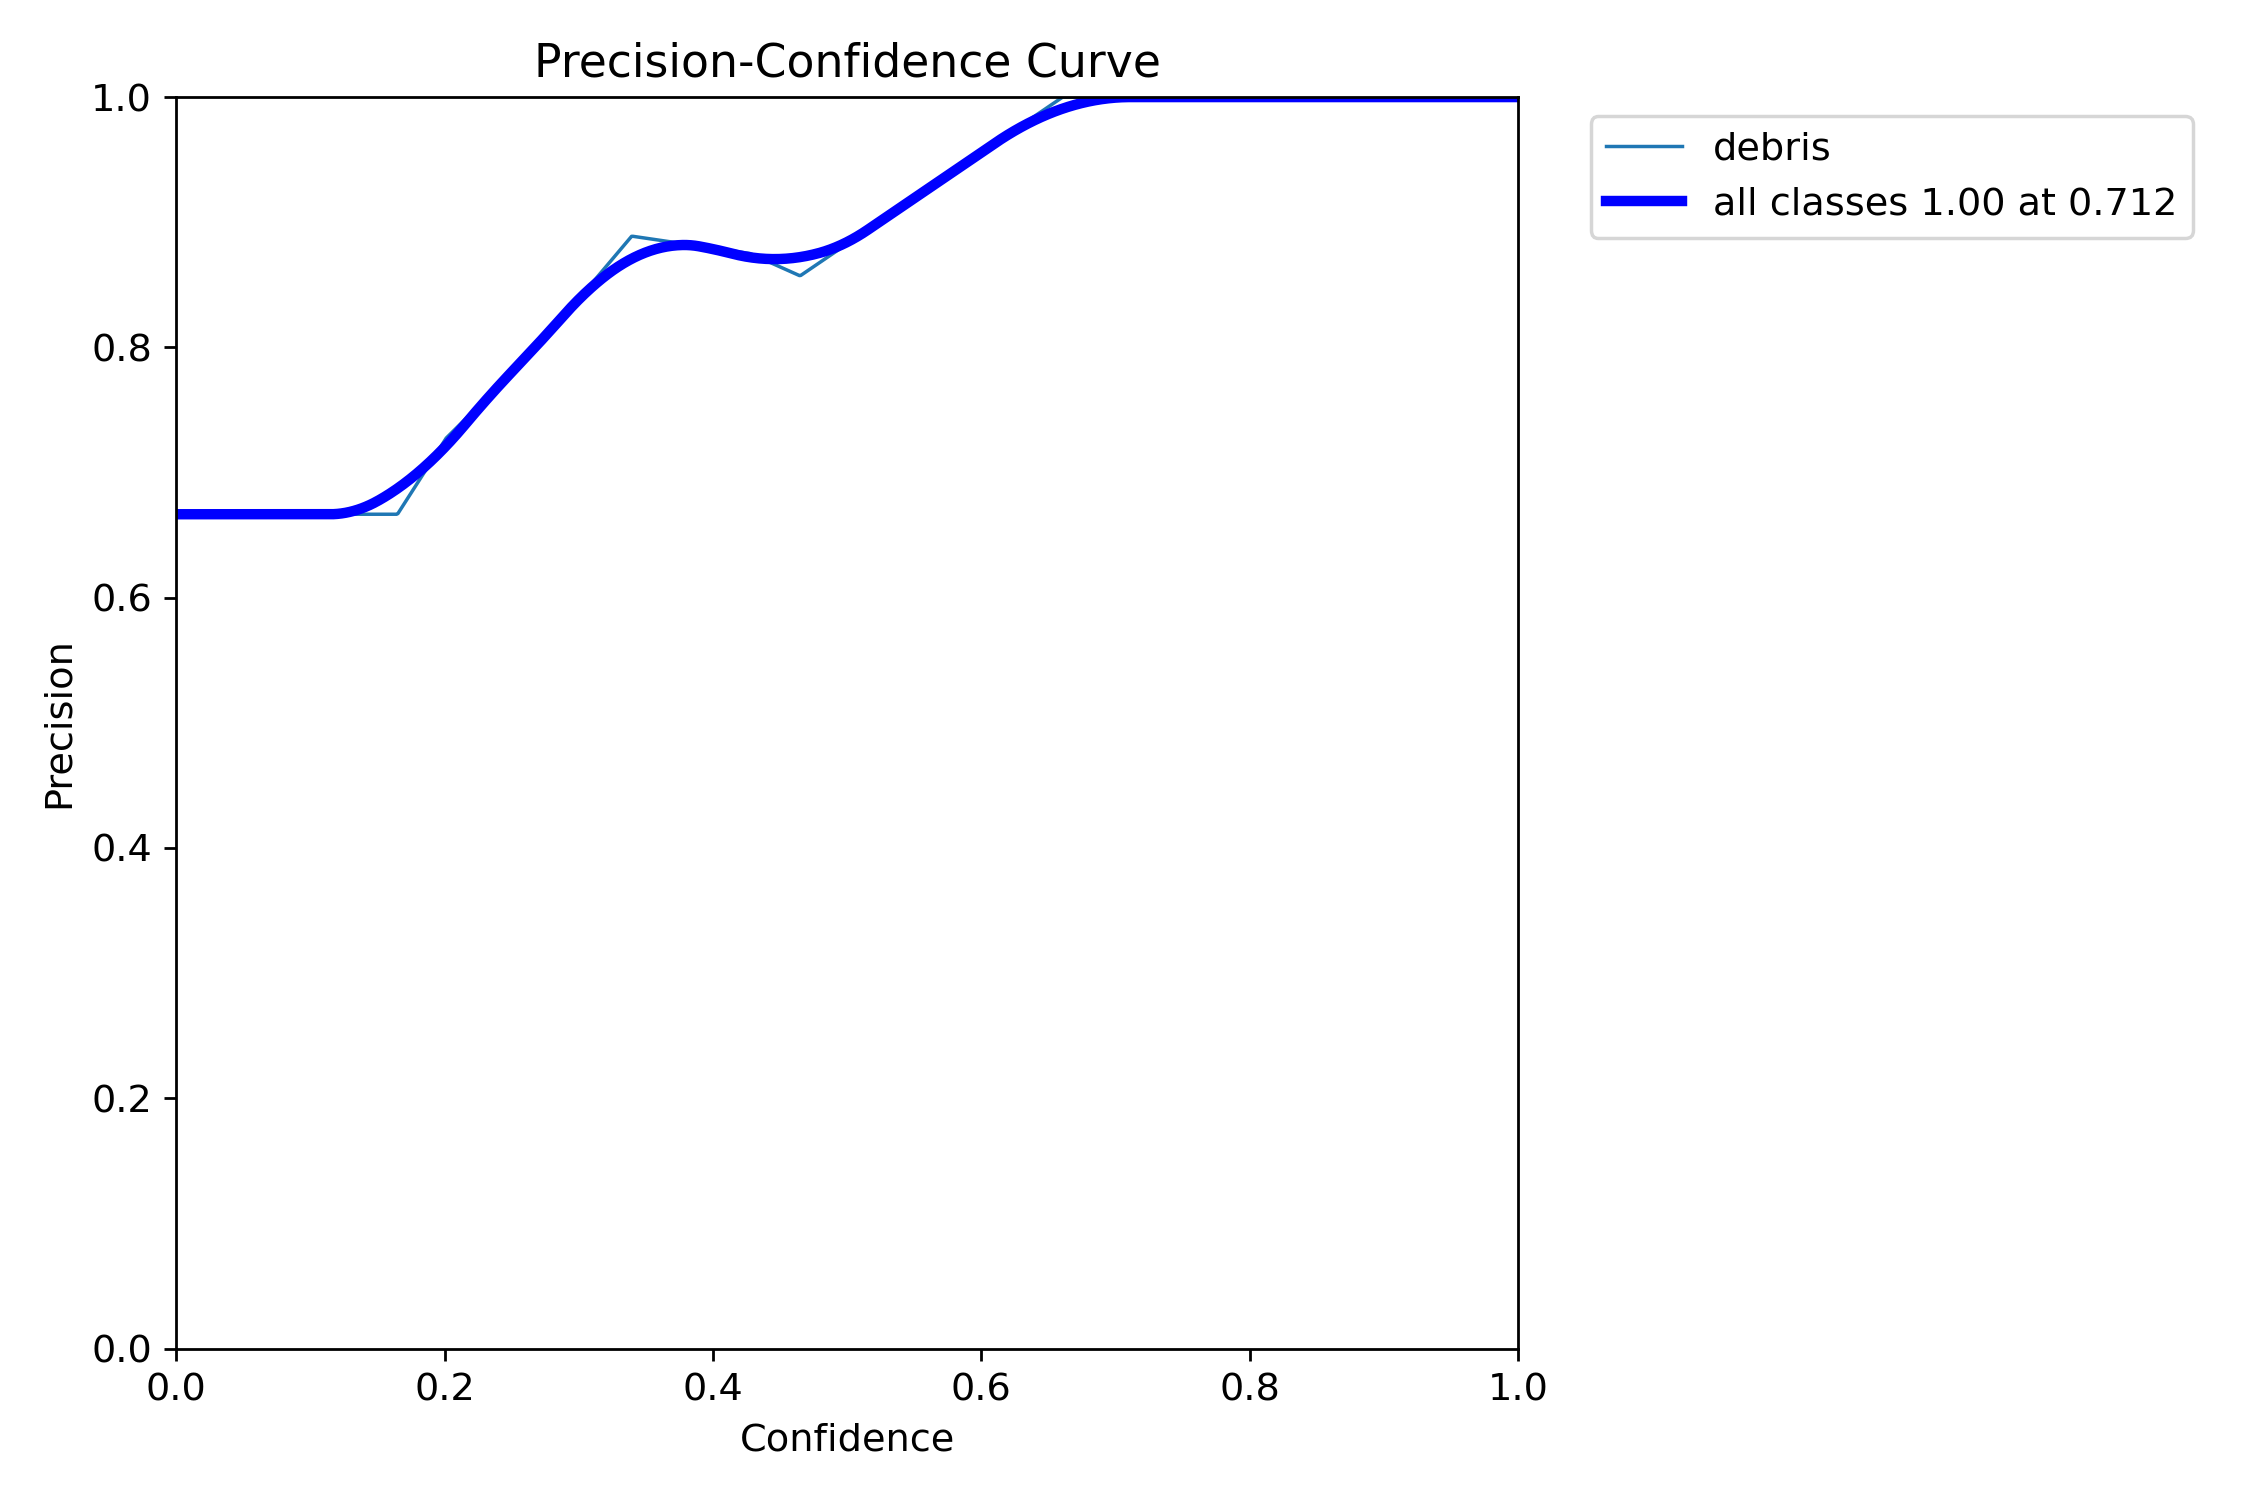 Precision-Confidence Curve
1.0
0.8
0.6
0.4
0.2
0.0
Precision
0.0 0.2 0.4 0.6 0.8 1.0
Confidence
debris
all classes 1.00 at 0.712